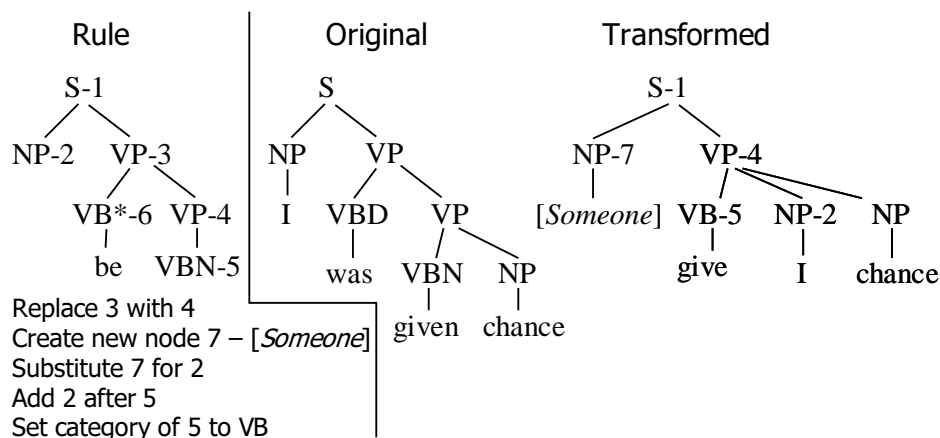 Rule
S-1
NP-2 VP-3
VB*-6 VP-4
be VBN-5
Replace 3 with 4
Create new node 7 – [Someone]
Substitute 7 for 2
Add 2 after 5
Set category of 5 to VB
Original
S
NP VP
I VBD VP
was VBN NP
given chance
Transformed
S-1
NP-7 VP-4
[Someone] VB-5 NP-2 NP
give I chance